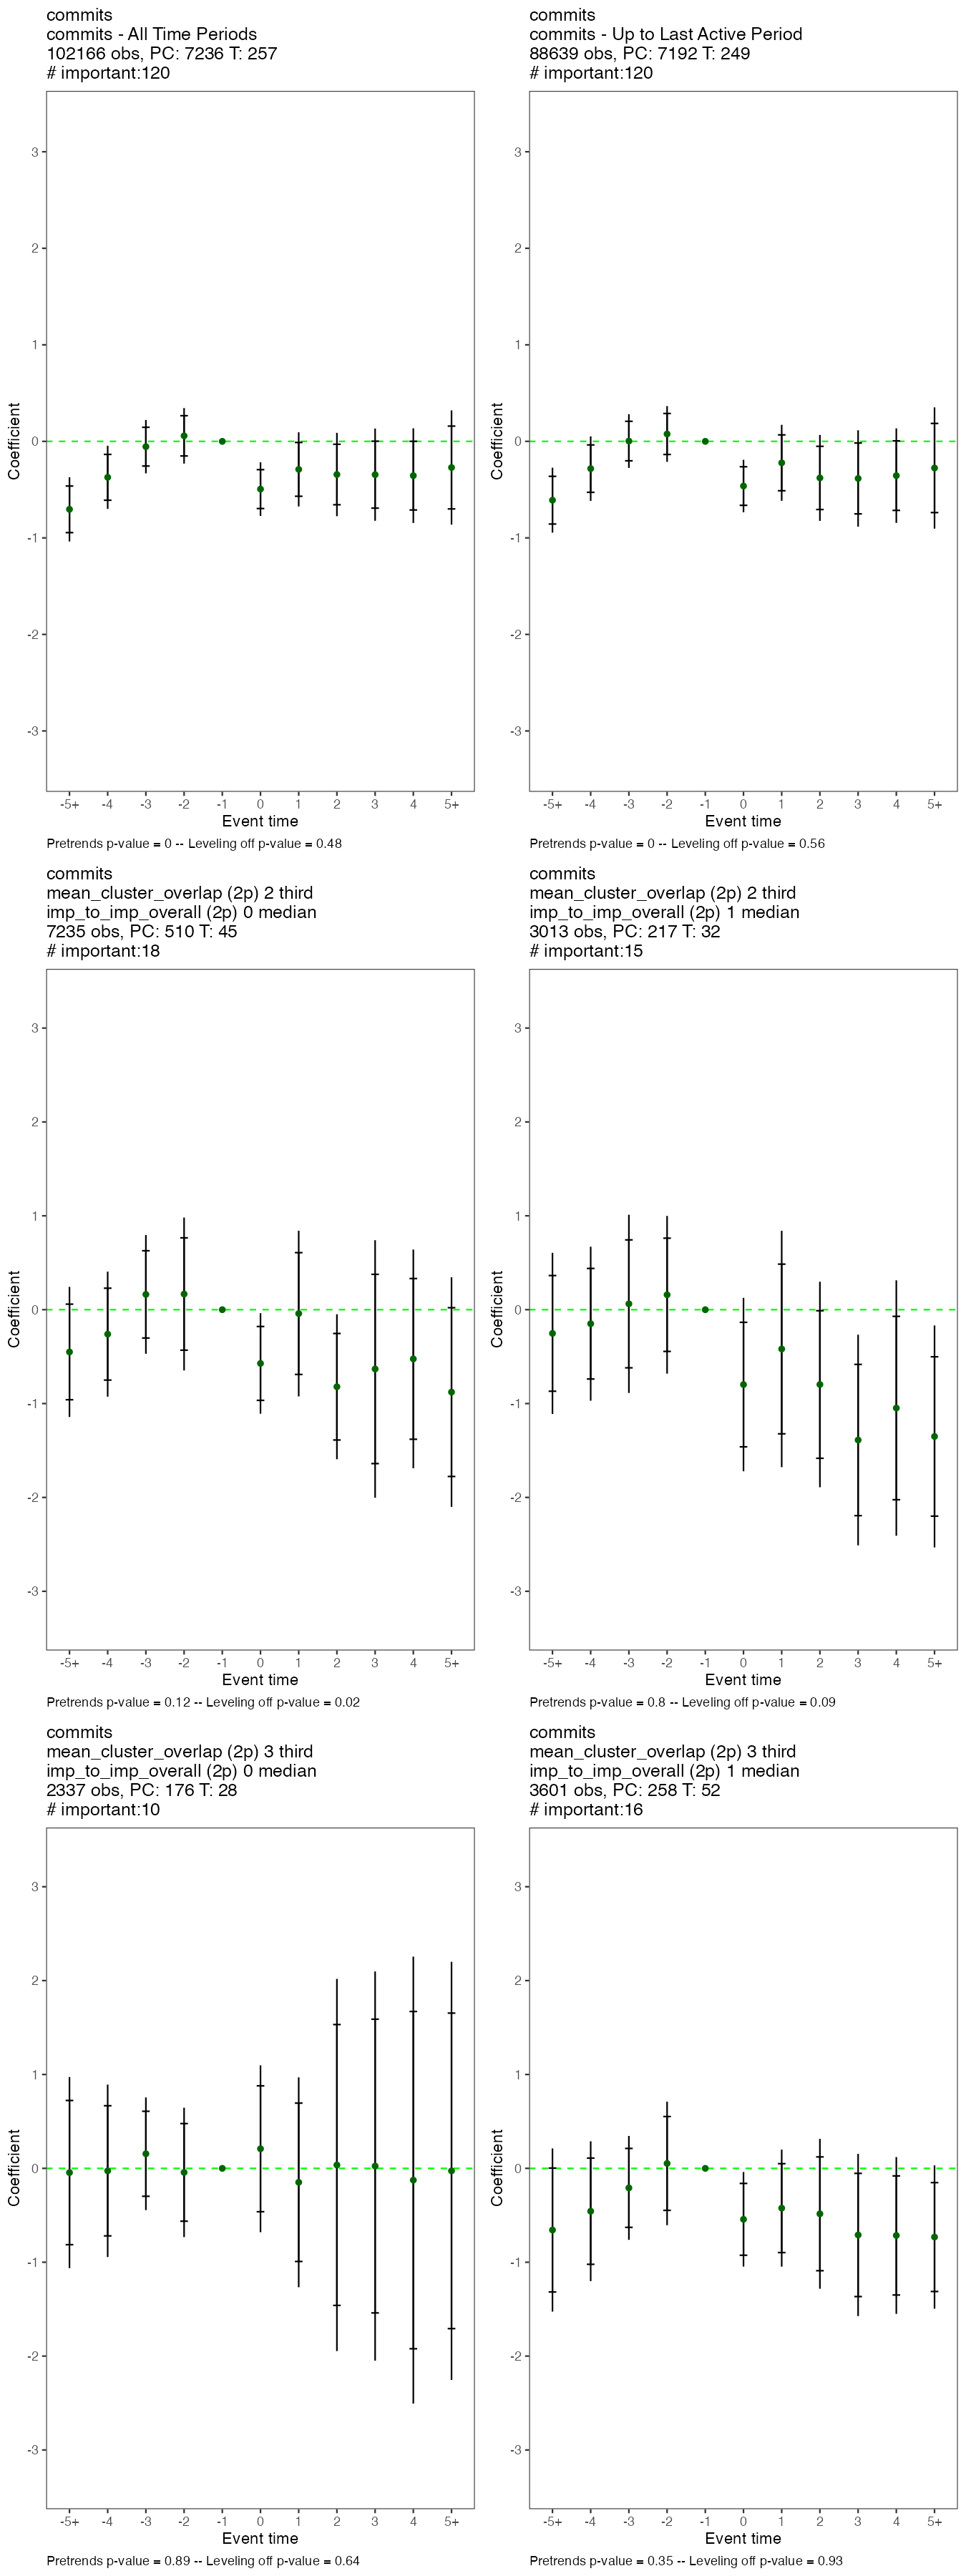 commits
commits - All Time Periods
102166 obs, PC: 7236 T: 257
# important:120
3
2
1
0
-1
-2
-3
Coefficient
-5+ -4 -3 -2 -1 0 1 2 3 4 5+
Event time
Pretrends p-value = 0 -- Leveling off p-value = 0.48
commits
commits - Up to Last Active Period
88639 obs, PC: 7192 T: 249
# important:120
3
2
1
0
-1
-2
-3
Coefficient
-5+ -4 -3 -2 -1 0 1 2 3 4 5+
Event time
Pretrends p-value = 0 -- Leveling off p-value = 0.56
commits
mean_cluster_overlap (2p) 2 third
imp_to_imp_overall (2p) 0 median
7235 obs, PC: 510 T: 45
# important:18
3
2
1
0
-1
-2
-3
Coefficient
-5+ -4 -3 -2 -1 0 1 2 3 4 5+
Event time
Pretrends p-value = 0.12 -- Leveling off p-value = 0.02
commits
mean_cluster_overlap (2p) 2 third
imp_to_imp_overall (2p) 1 median
3013 obs, PC: 217 T: 32
# important:15
3
2
1
0
-1
-2
-3
Coefficient
-5+ -4 -3 -2 -1 0 1 2 3 4 5+
Event time
Pretrends p-value = 0.8 -- Leveling off p-value = 0.09
commits
mean_cluster_overlap (2p) 3 third
imp_to_imp_overall (2p) 0 median
2337 obs, PC: 176 T: 28
# important:10
3
2
1
0
-1
-2
-3
Coefficient
-5+ -4 -3 -2 -1 0 1 2 3 4 5+
Event time
Pretrends p-value = 0.89 -- Leveling off p-value = 0.64
commits
mean_cluster_overlap (2p) 3 third
imp_to_imp_overall (2p) 1 median
3601 obs, PC: 258 T: 52
# important:16
3
2
1
0
-1
-2
-3
Coefficient
-5+ -4 -3 -2 -1 0 1 2 3 4 5+
Event time
Pretrends p-value = 0.35 -- Leveling off p-value = 0.93